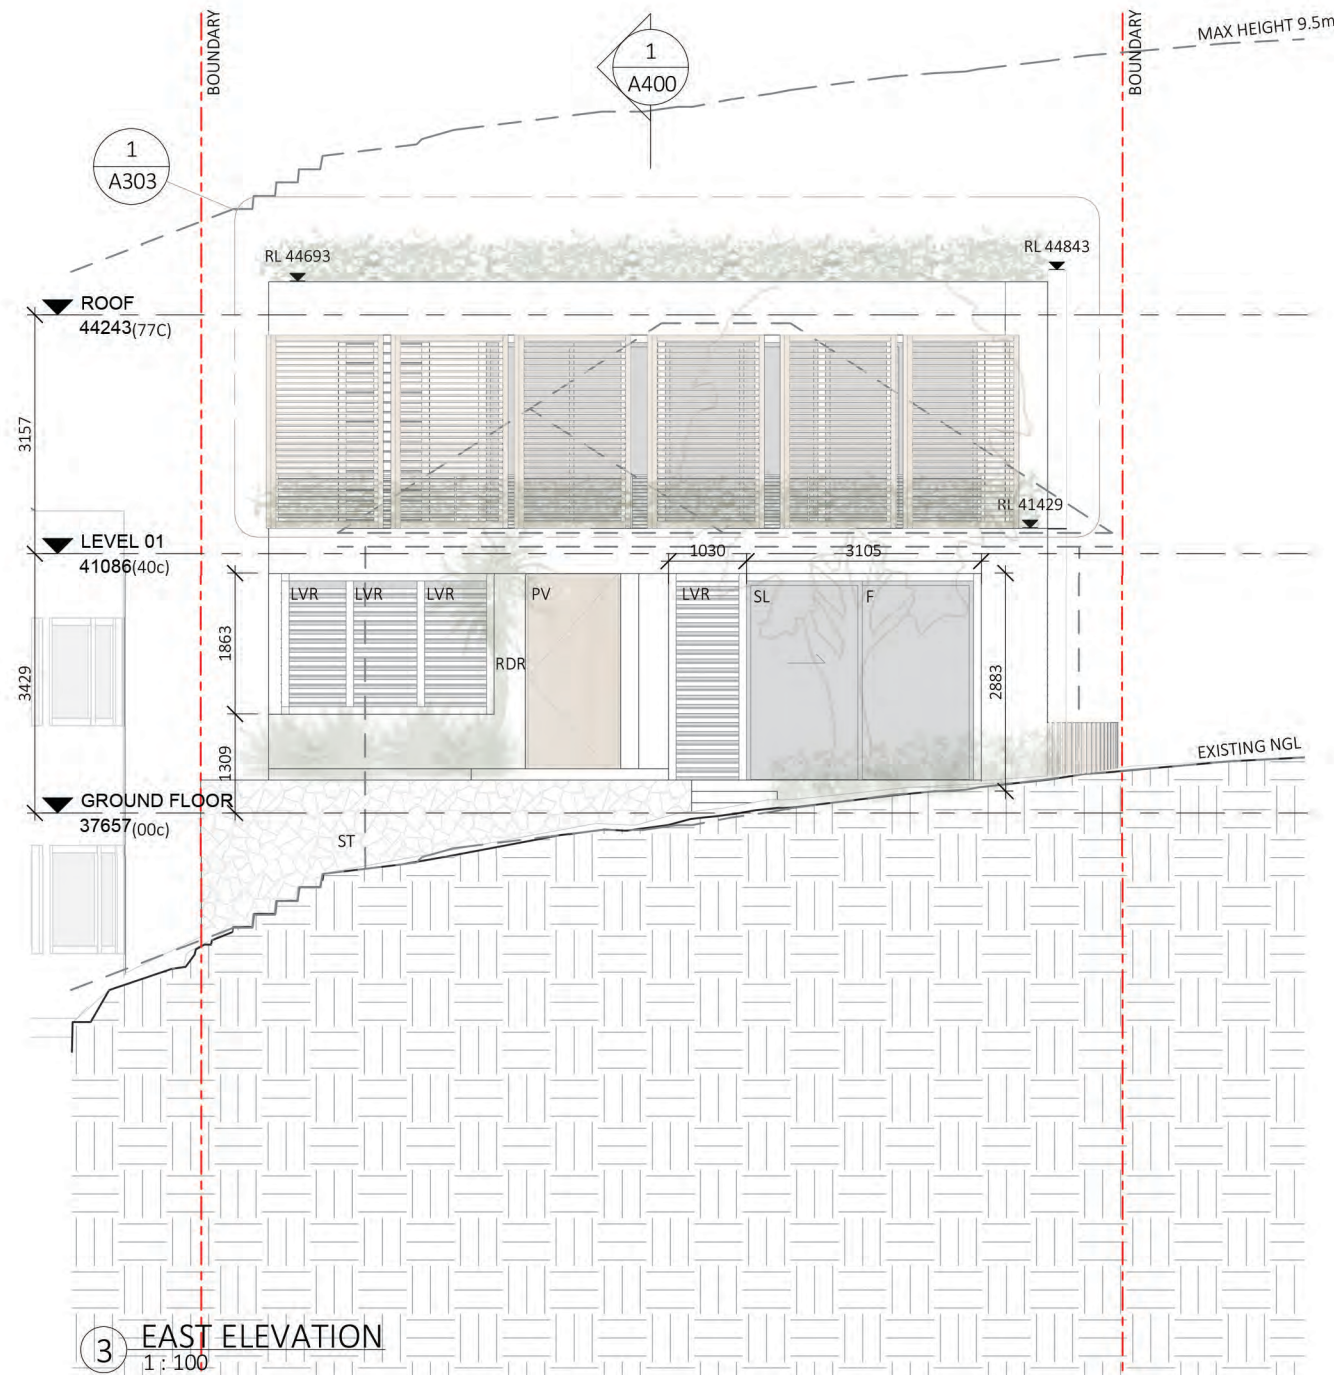 BOUNDARY
1
A400
BOUNDARY
MAX HEIGHT 9.5m
1
A303
RL 44693
RL 44843
ROOF
44243(77C)
3157
RL 41429
LEVEL 01
41086(40c)
1030
3105
LVR
LVR
LVR
PV
LVR
SL
F
1863
RDR
3429
2883
1309
EXISTING NGL
GROUND FLOOR
37657(00c)
ST
3
EAST ELEVATION
1 : 100